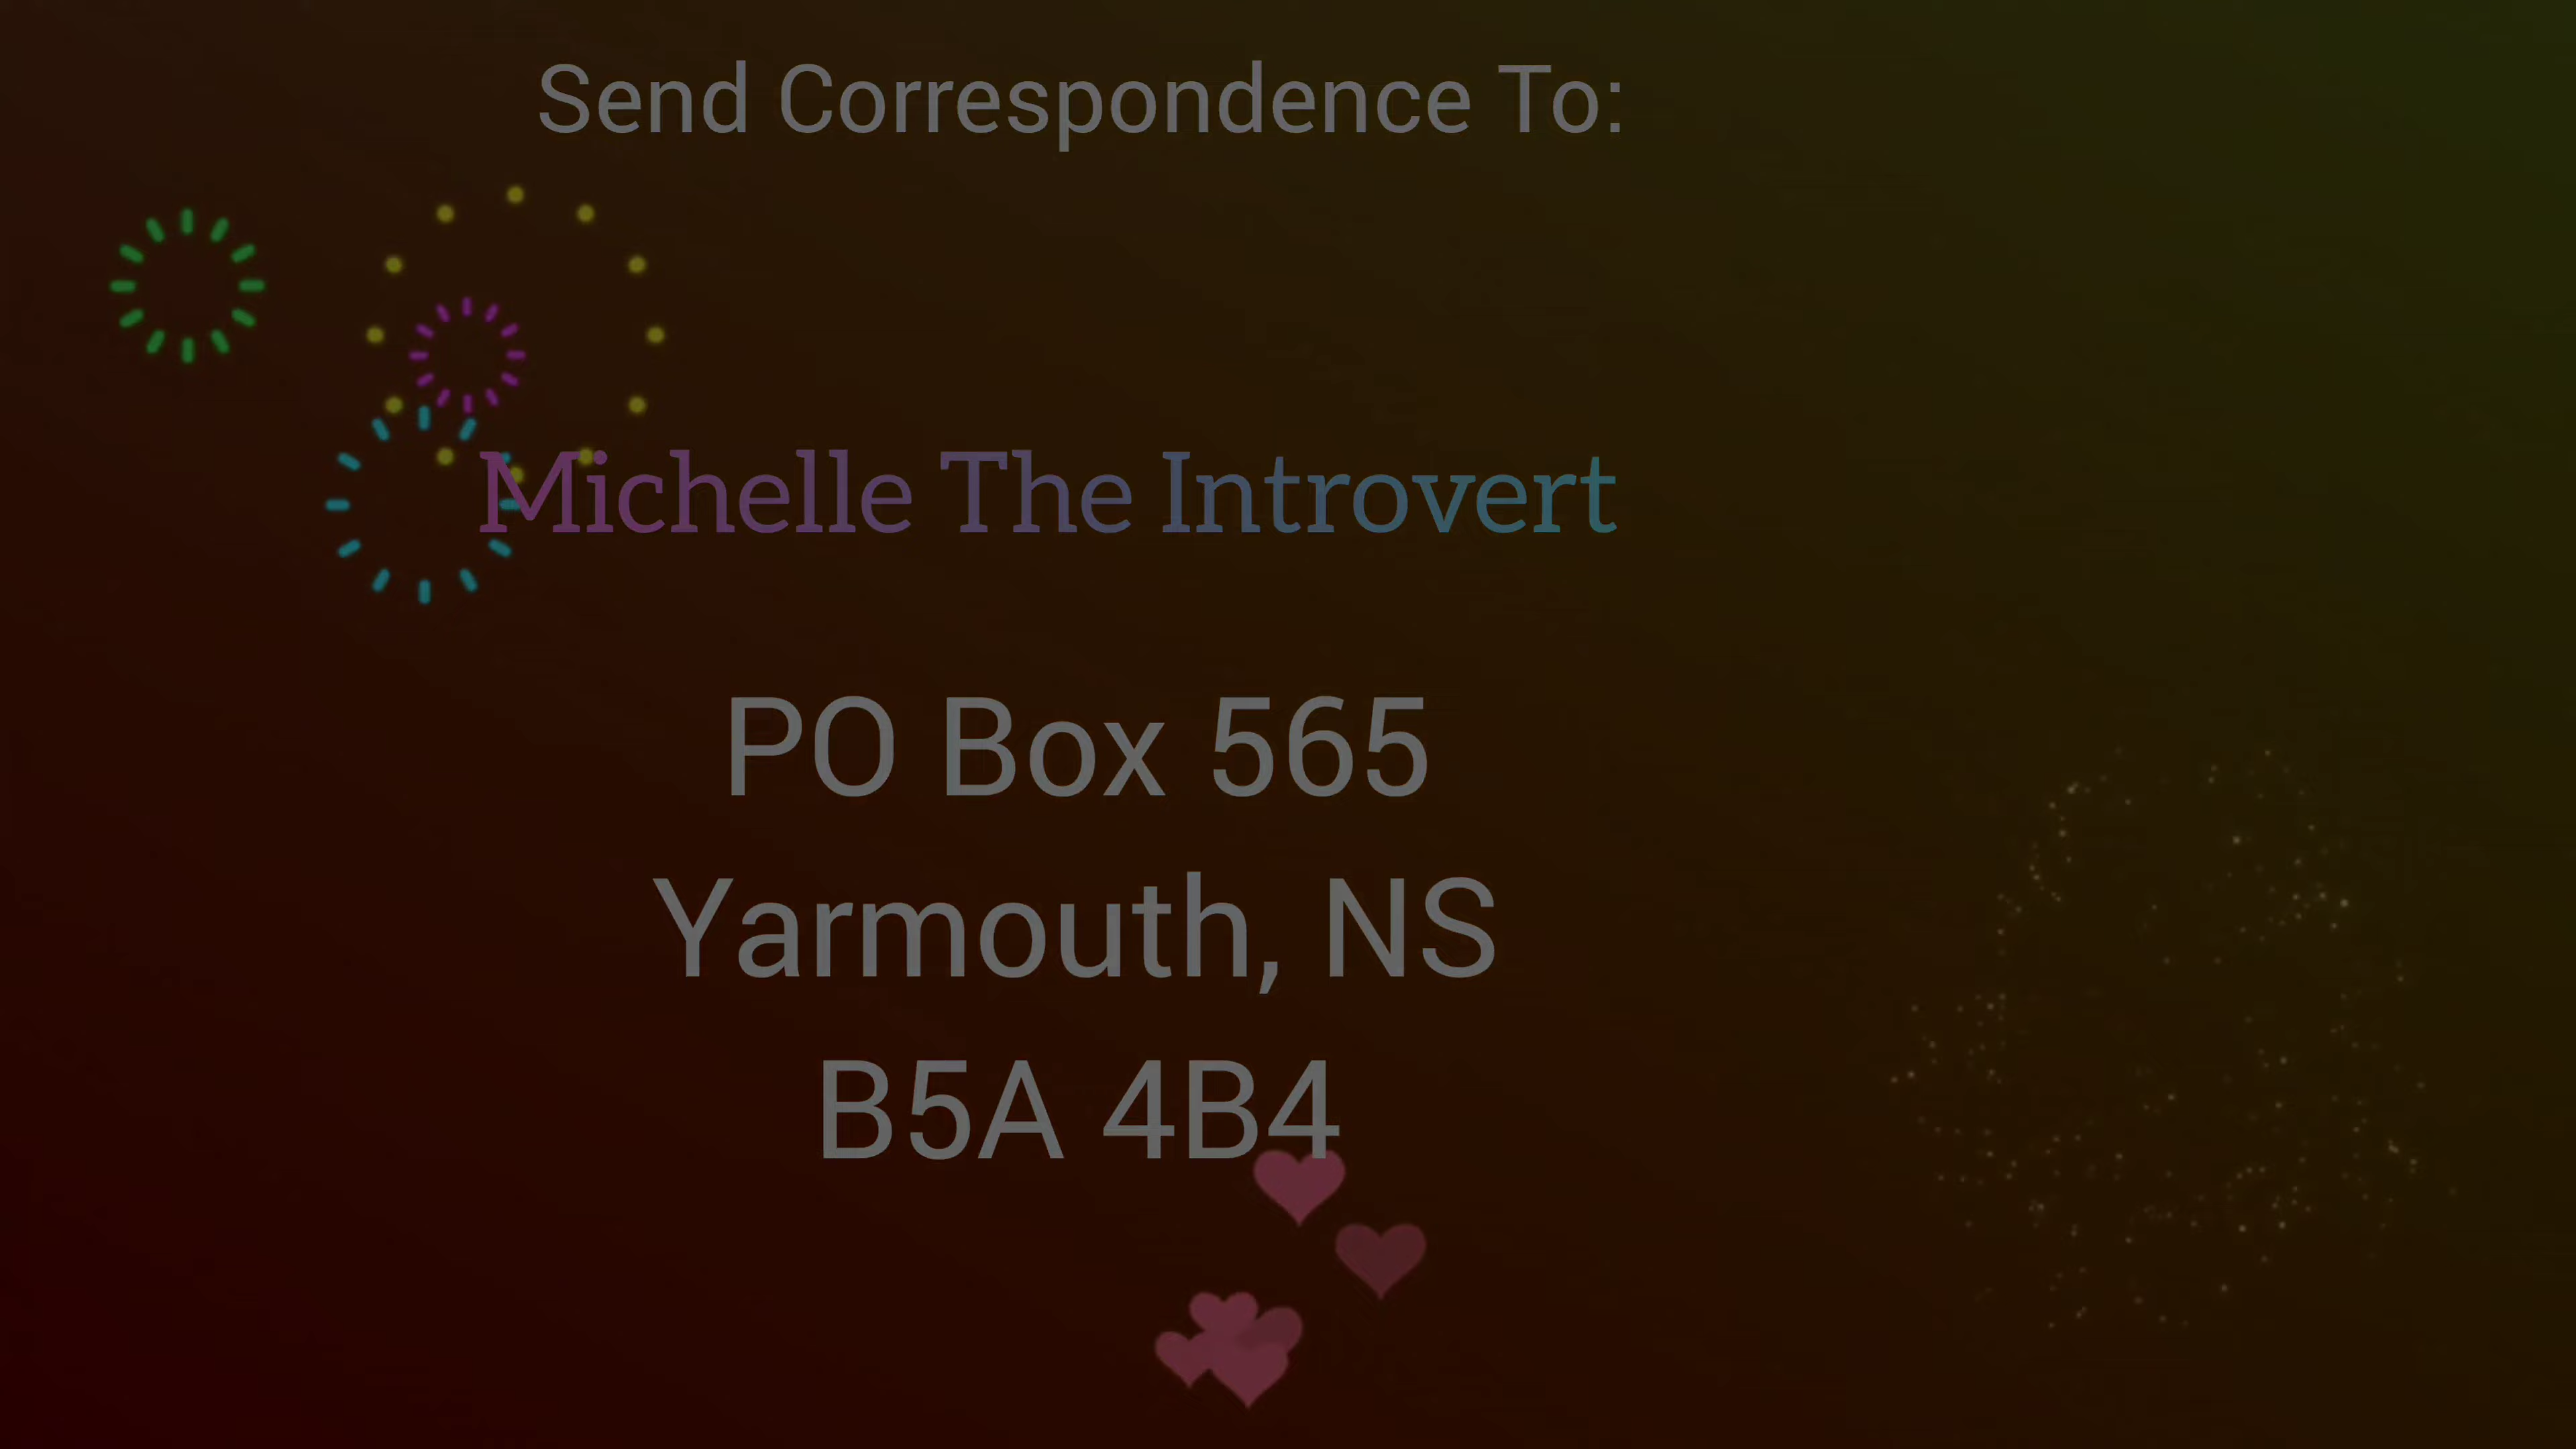 Send Correspondence To:
Michelle The Introvert
PO Box 565
Yarmouth, NS
B5A 4B4